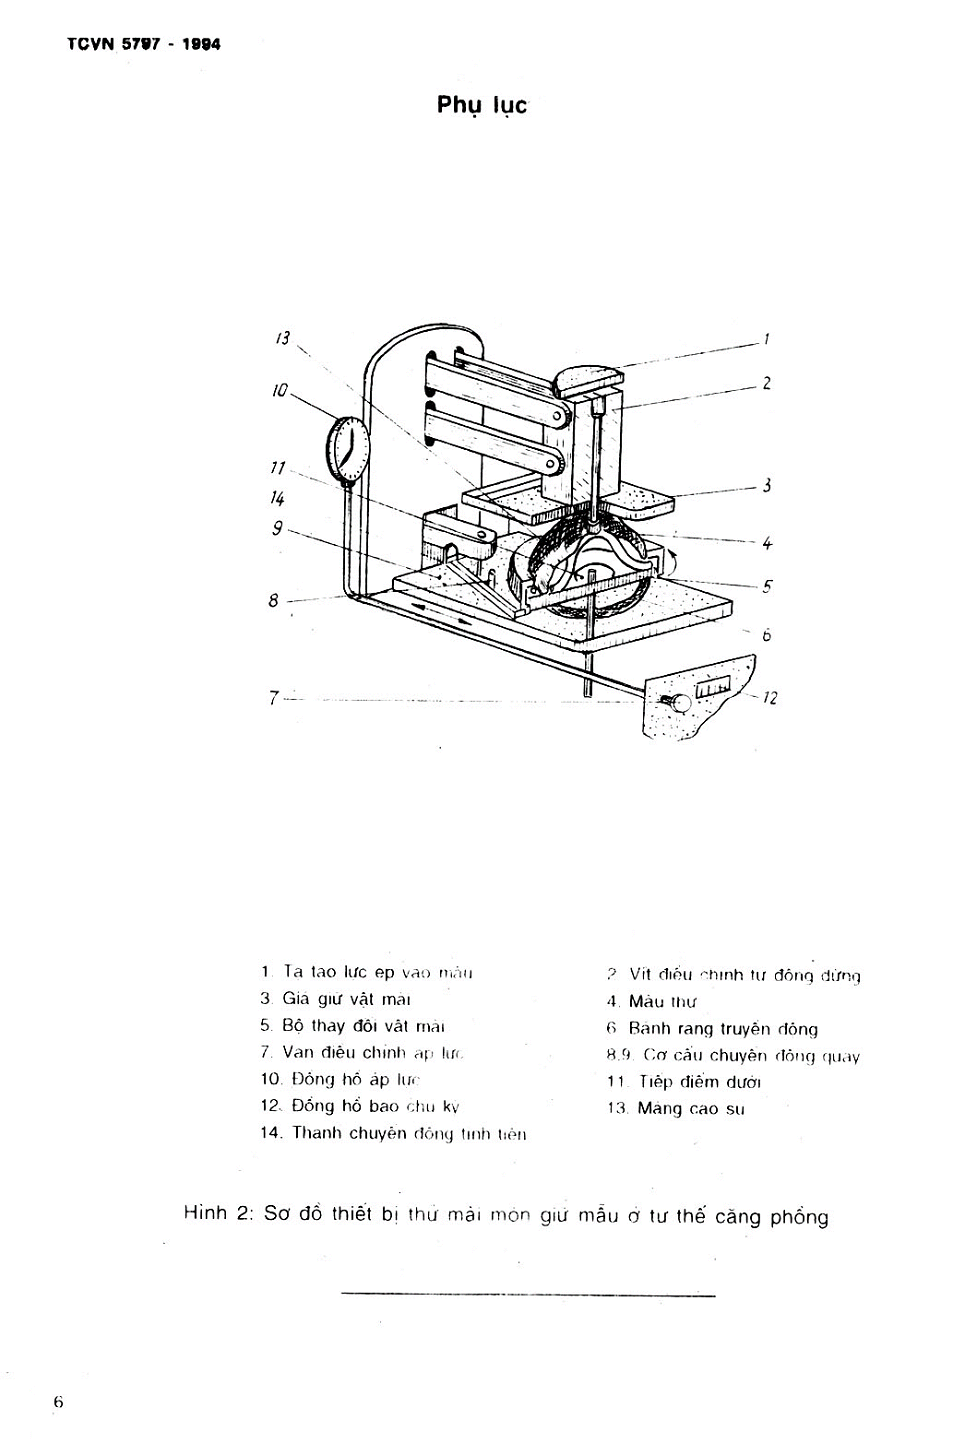 TCVN 5797 - 1994
Phụ lục
13
1
10
2
11
3
14
9
4
8
5
6
7
12
1. Tạ tạo lực ép vào mẫu
2. Vít điều chỉnh tự động dừng
3. Giá giữ vật mài
4. Mẫu thử
5. Bộ thay đổi vật mài
6. Bánh răng truyền động
7. Van điều chỉnh áp lực
8.9. Cơ cấu chuyển động quay
10. Đồng hồ áp lực
11. Tiếp điểm dưới
12. Đồng hồ báo chu kỳ
13. Màng cao su
14. Thanh chuyển động tịnh tiến
Hình 2: Sơ đồ thiết bị thử mài mòn giữ mẫu ở tư thế căng phồng
6